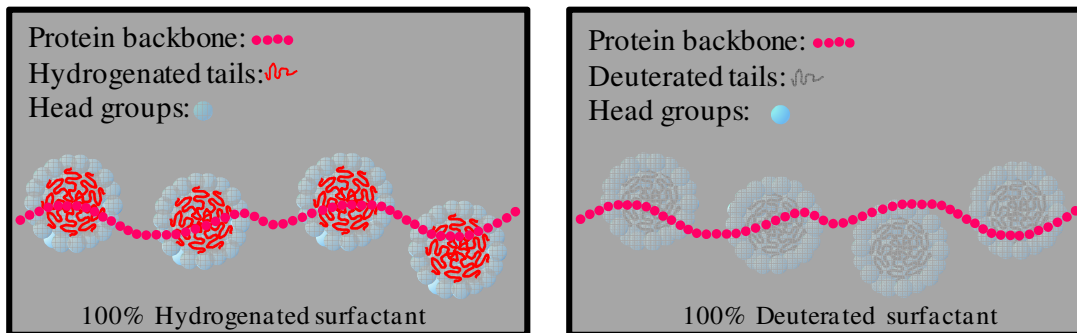 Protein backbone:
Hydrogenated tails:
Head groups:
100% Hydrogenated surfactant
Protein backbone:
Deuterated tails:
Head groups:
100% Deuterated surfactant